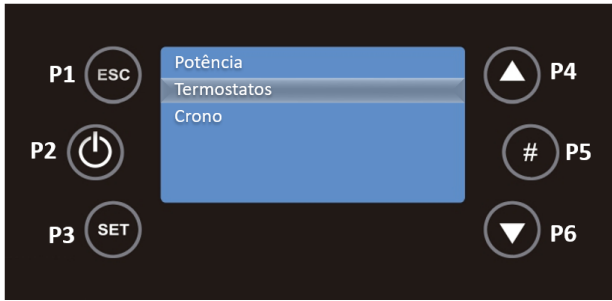 P1 ESC
P2
P3 SET
Potência
Termostatos
Crono
P4
# P5
P6